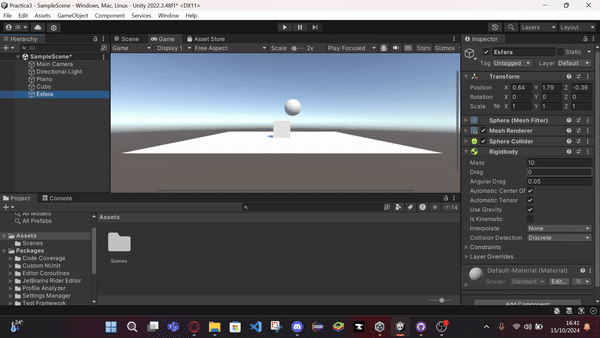 Practica3 - SampleScene - Windows, Mac, Linux - Unity 2022.3.48f1* <DX11>
File Edit Assets GameObject Component Services Window Help
IR Layers Layout
Hierarchy Scene Game Asset Store Inspector
All
Game Display 1 Free Aspect Scale 2x Play Focused Stats Gizmos
SampleScene*
Main Camera
Directional Light
Plano
Cubo
Esfera
Esfera Static
Tag Untagged Layer Default
Transform
Position X 0.64 Y 1.79 Z -0.36
Rotation X 0 Y 0 Z 0
Scale X 1 Y 1 Z 1
Sphere (Mesh Filter)
Mesh Renderer
Sphere Collider
Rigidbody
Mass 10
Drag 0
Angular Drag 0.05
Automatic Center Of
Automatic Tensor
Use Gravity
Is Kinematic
Interpolate None
Collision Detection Discrete
Constraints
Layer Overrides
Default-Material (Material)
Shader Standard Edit...
Add Component
Project Console
14
All Models
All Prefabs
Assets
Scenes
Packages
Code Coverage
Custom NUnit
Editor Coroutines
JetBrains Rider Editor
Profile Analyzer
Settings Manager
Test Framework
Assets
Scenes
24°
16:41
15/10/2024